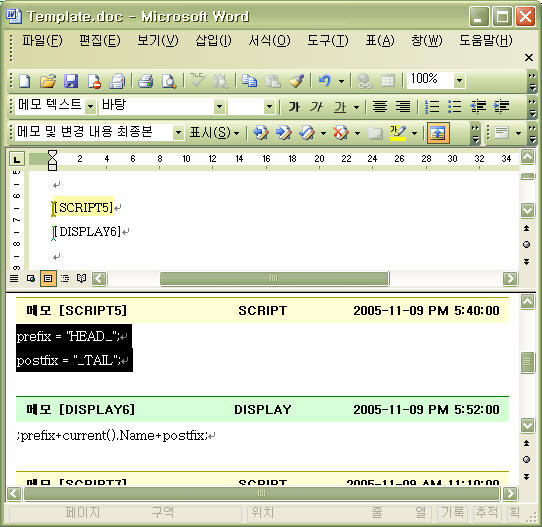 Template.doc - Microsoft Word
파일(F) 편집(E) 보기(V) 삽입(I) 서식(O) 도구(T) 표(A) 창(W) 도움말(H)
100%
메모 텍스트 바탕 가 가 가
메모 및 변경 내용 최종본 표시(S) 가
L 2 4 6 8 10 12 14 16 18 20 22 24 26 28 30 32 34
5
6
[SCRIPT5]
7
[DISPLAY6]
8
9
메모 [SCRIPT5] SCRIPT 2005-11-09 PM 5:40:00
prefix = "HEAD_";
postfix = "_TAIL";
메모 [DISPLAY6] DISPLAY 2005-11-09 PM 5:52:00
;prefix+current().Name+postfix;
메모 [SCRIPT7] SCRIPT 2005-11-09 AM 11:10:00
페이지 구역 위치 줄 열 기록 추적